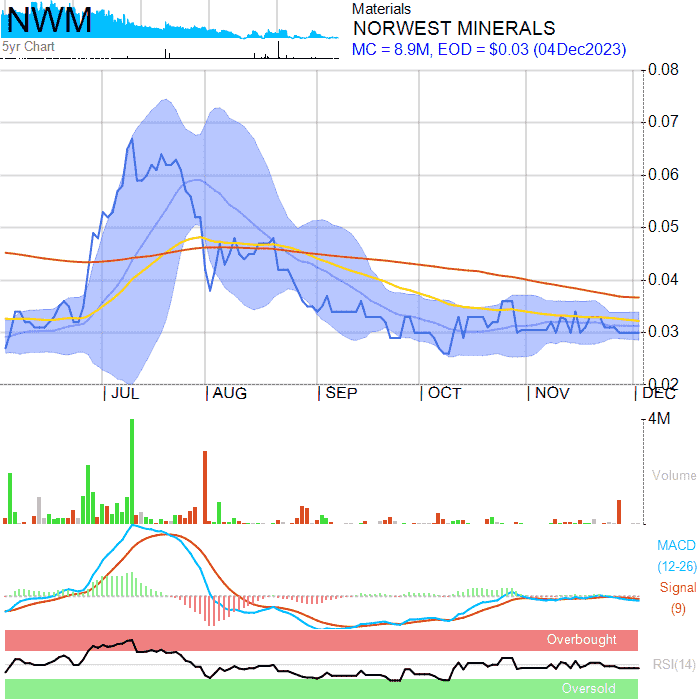 NWM
5yr Chart
Materials
NORWEST MINERALS
MC = 8.9M, EOD = $0.03 (04Dec2023)
0.08
0.07
0.06
0.05
0.04
0.03
0.02
JUL AUG SEP OCT NOV DEC
4M
Volume
MACD
(12-26)
Signal
(9)
Overbought
RSI(14)
Oversold